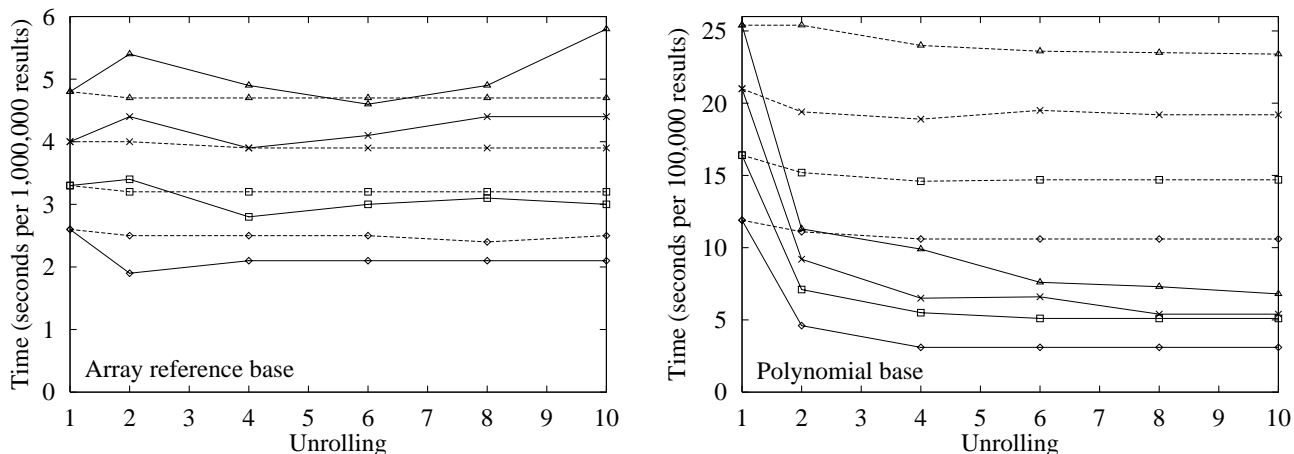 Time (seconds per 1,000,000 results)
6
5
4
3
2
1
0
Array reference base
1 2 3 4 5 6 7 8 9 10
Unrolling
Time (seconds per 100,000 results)
25
20
15
10
5
0
Polynomial base
1 2 3 4 5 6 7 8 9 10
Unrolling